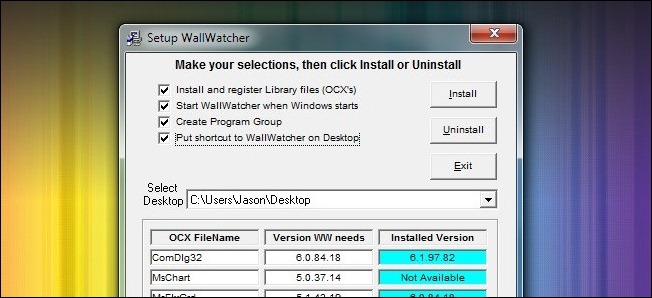 Setup WallWatcher
Make your selections, then click Install or Uninstall
Install and register Library files (OCX's)
Start WallWatcher when Windows starts
Create Program Group
Put shortcut to WallWatcher on Desktop
Install
Uninstall
Exit
Select
Desktop
C:\Users\Jason\Desktop
OCX FileName Version WW needs Installed Version
ComDlg32 6.0.84.18 6.1.97.82
MsChart 5.0.37.14 Not Available